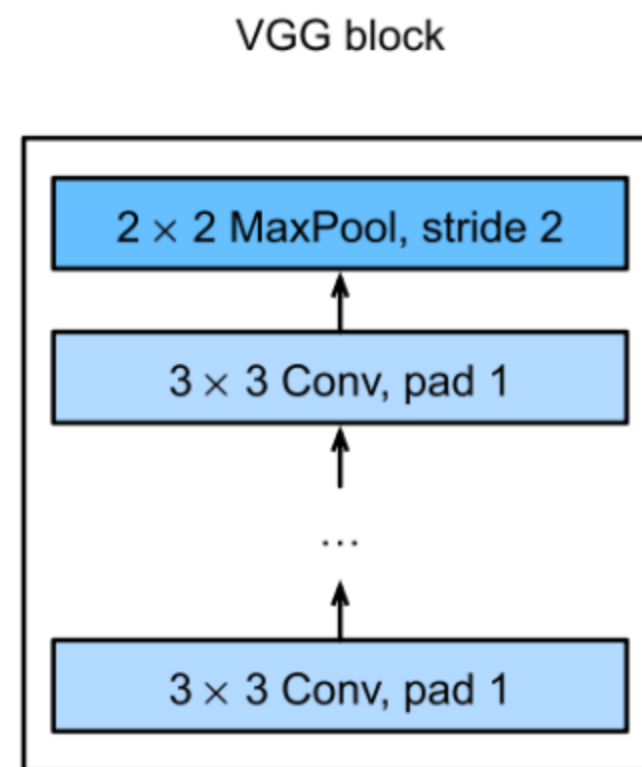 VGG block
2 × 2 MaxPool, stride 2
3 × 3 Conv, pad 1
...
3 × 3 Conv, pad 1